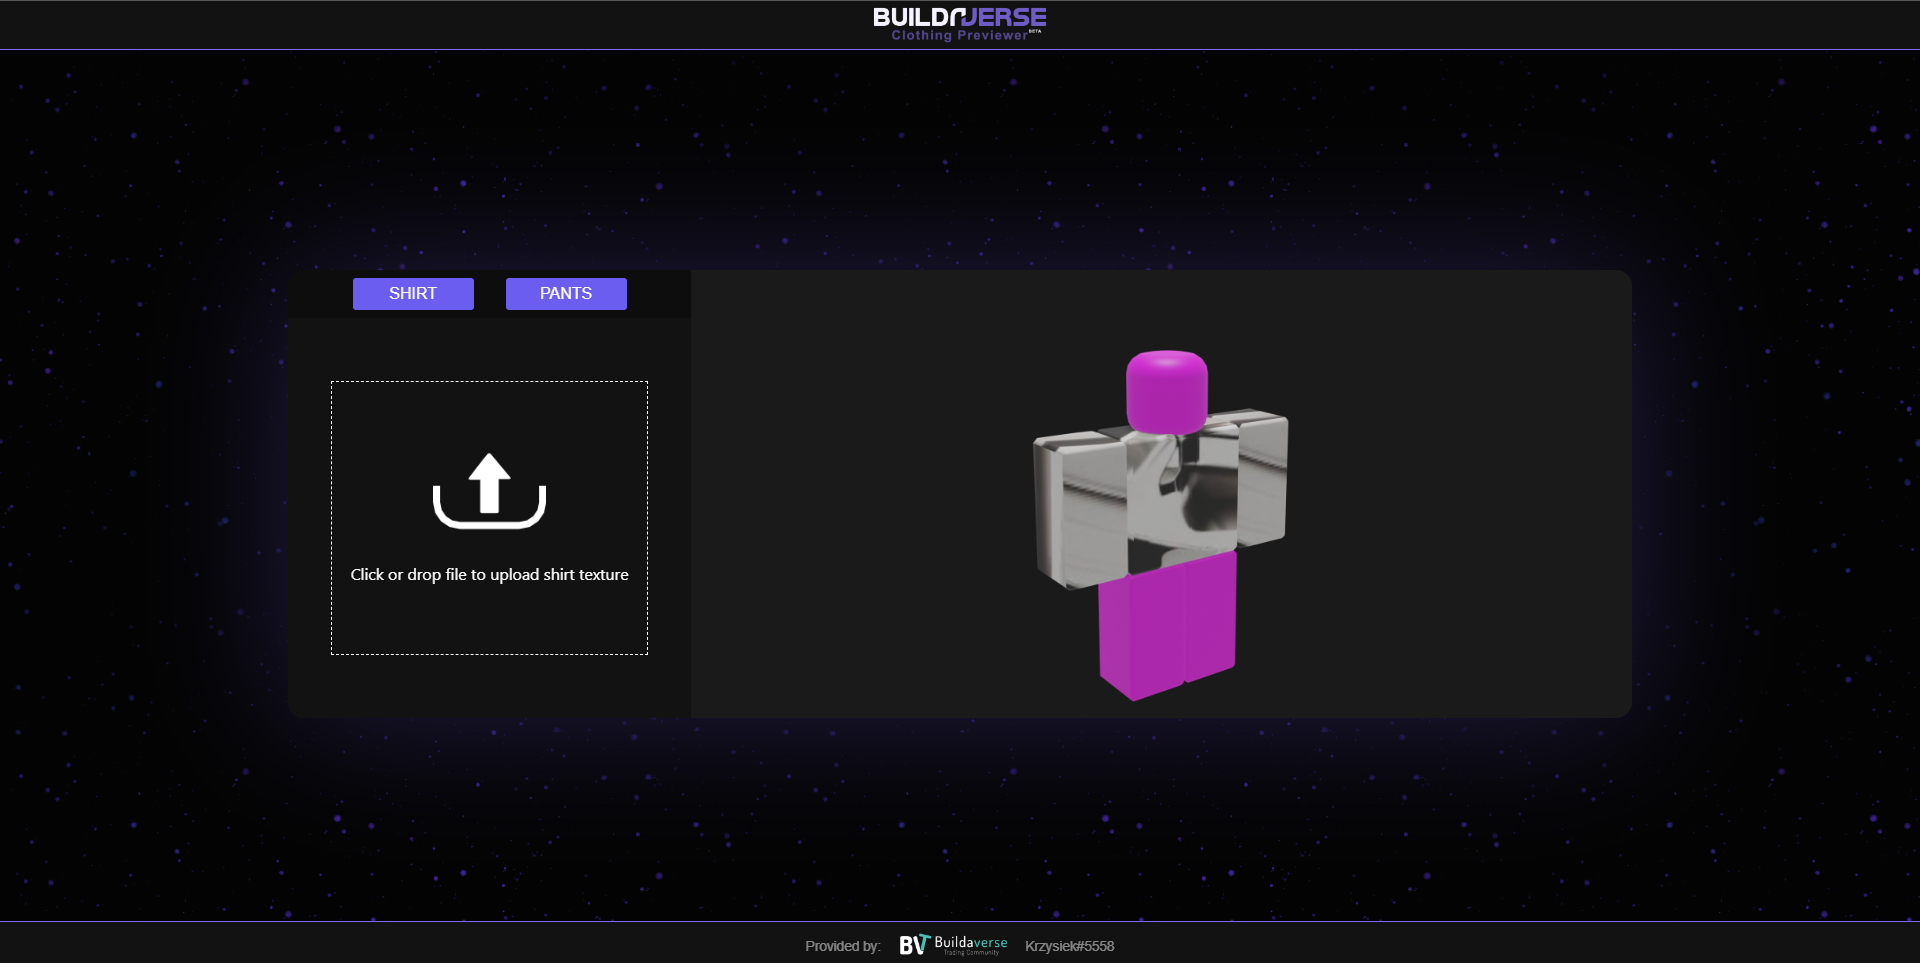 BUILDAVERSE
Clothing Previewer BETA
SHIRT
PANTS
Click or drop file to upload shirt texture
Provided by:
BVT Buildaverse
Trading Community
Krzysiek#5558